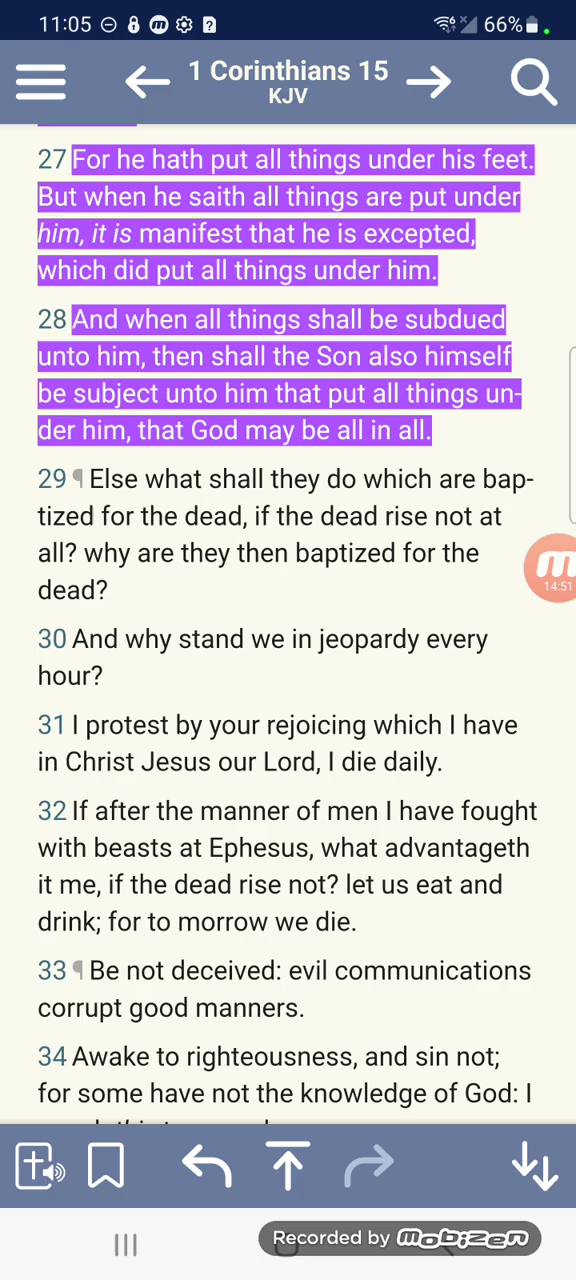 11:05 66%
1 Corinthians 15
KJV
27 For he hath put all things under his feet.
But when he saith all things are put under
him, it is manifest that he is excepted,
which did put all things under him.
28 And when all things shall be subdued
unto him, then shall the Son also himself
be subject unto him that put all things un-
der him, that God may be all in all.
29 ¶ Else what shall they do which are bap-
tized for the dead, if the dead rise not at
all? why are they then baptized for the
dead?
30 And why stand we in jeopardy every
hour?
31 I protest by your rejoicing which I have
in Christ Jesus our Lord, I die daily.
32 If after the manner of men I have fought
with beasts at Ephesus, what advantageth
it me, if the dead rise not? let us eat and
drink; for to morrow we die.
33 ¶ Be not deceived: evil communications
corrupt good manners.
34 Awake to righteousness, and sin not;
for some have not the knowledge of God: I
14:51
Recorded by mobizen